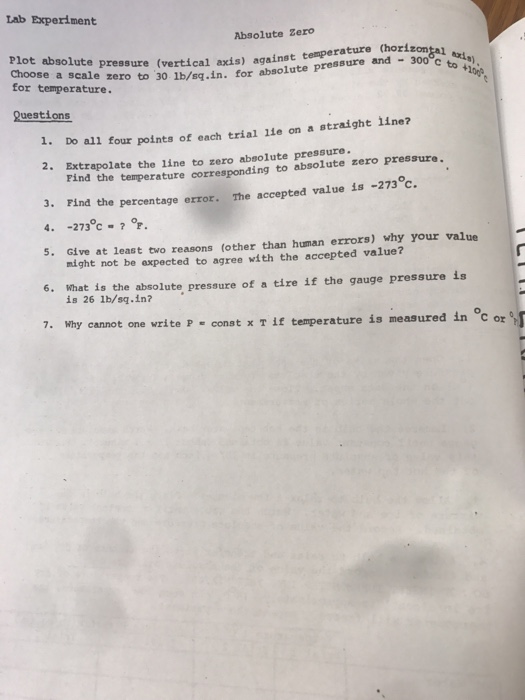 Lab Experiment
Absolute Zero
Plot absolute pressure (vertical axis) against temperature (horizontal axis).
Choose a scale zero to 30 lb/sq.in. for absolute pressure and - 300°C to +100°C
for temperature.
Questions
1. Do all four points of each trial lie on a straight line?
2. Extrapolate the line to zero absolute pressure.
Find the temperature corresponding to absolute zero pressure.
3. Find the percentage error. The accepted value is -273°C.
4. -273°C = ? °F.
5. Give at least two reasons (other than human errors) why your value
might not be expected to agree with the accepted value?
6. What is the absolute pressure of a tire if the gauge pressure is
is 26 lb/sq.in?
7. Why cannot one write P = const x T if temperature is measured in °C or